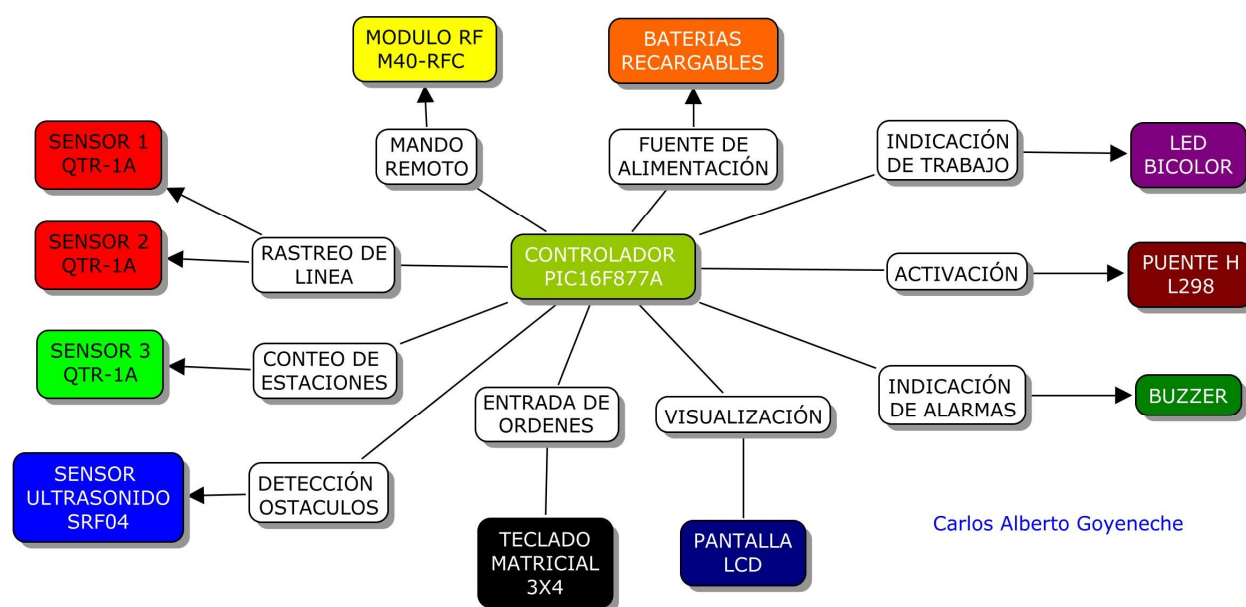 MODULO RF
M40-RFC
BATERIAS
RECARGABLES
SENSOR 1
QTR-1A
MANDO
REMOTO
FUENTE DE
ALIMENTACIÓN
INDICACIÓN
DE TRABAJO
LED
BICOLOR
SENSOR 2
QTR-1A
RASTREO DE
LINEA
CONTROLADOR
PIC16F877A
ACTIVACIÓN
PUENTE H
L298
SENSOR 3
QTR-1A
CONTEO DE
ESTACIONES
ENTRADA DE
ORDENES
VISUALIZACIÓN
INDICACIÓN
DE ALARMAS
BUZZER
SENSOR
ULTRASONIDO
SRF04
DETECCIÓN
OSTACULOS
TECLADO
MATRICIAL
3X4
PANTALLA
LCD
Carlos Alberto Goyeneche